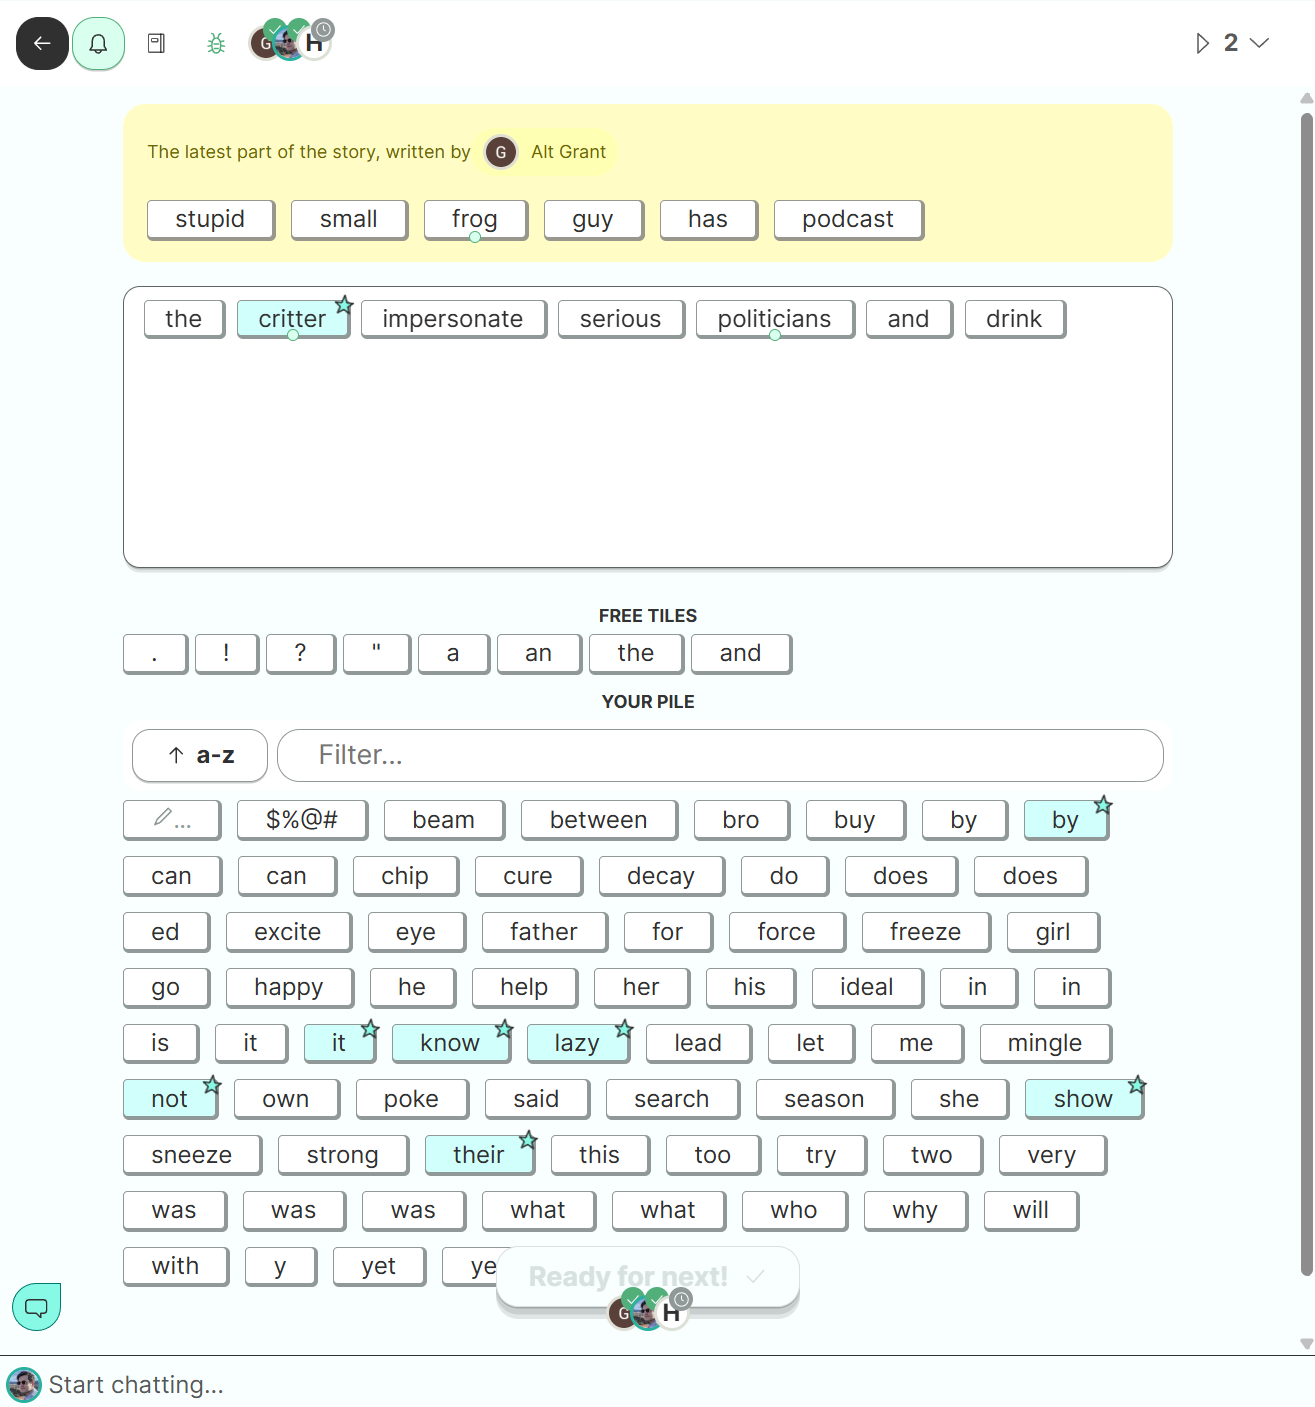 G H 2
The latest part of the story, written by G Alt Grant
stupid small frog guy has podcast
the critter impersonate serious politicians and drink
FREE TILES
. ! ? " a an the and
YOUR PILE
↑ a-z Filter...
... $%@# beam between bro buy by by
can can chip cure decay do does does
ed excite eye father for force freeze girl
go happy he help her his ideal in in
is it it know lazy lead let me mingle
not own poke said search season she show
sneeze strong their this too try two very
was was was what what who why will
with y yet
Ready for next!
G H
Start chatting...